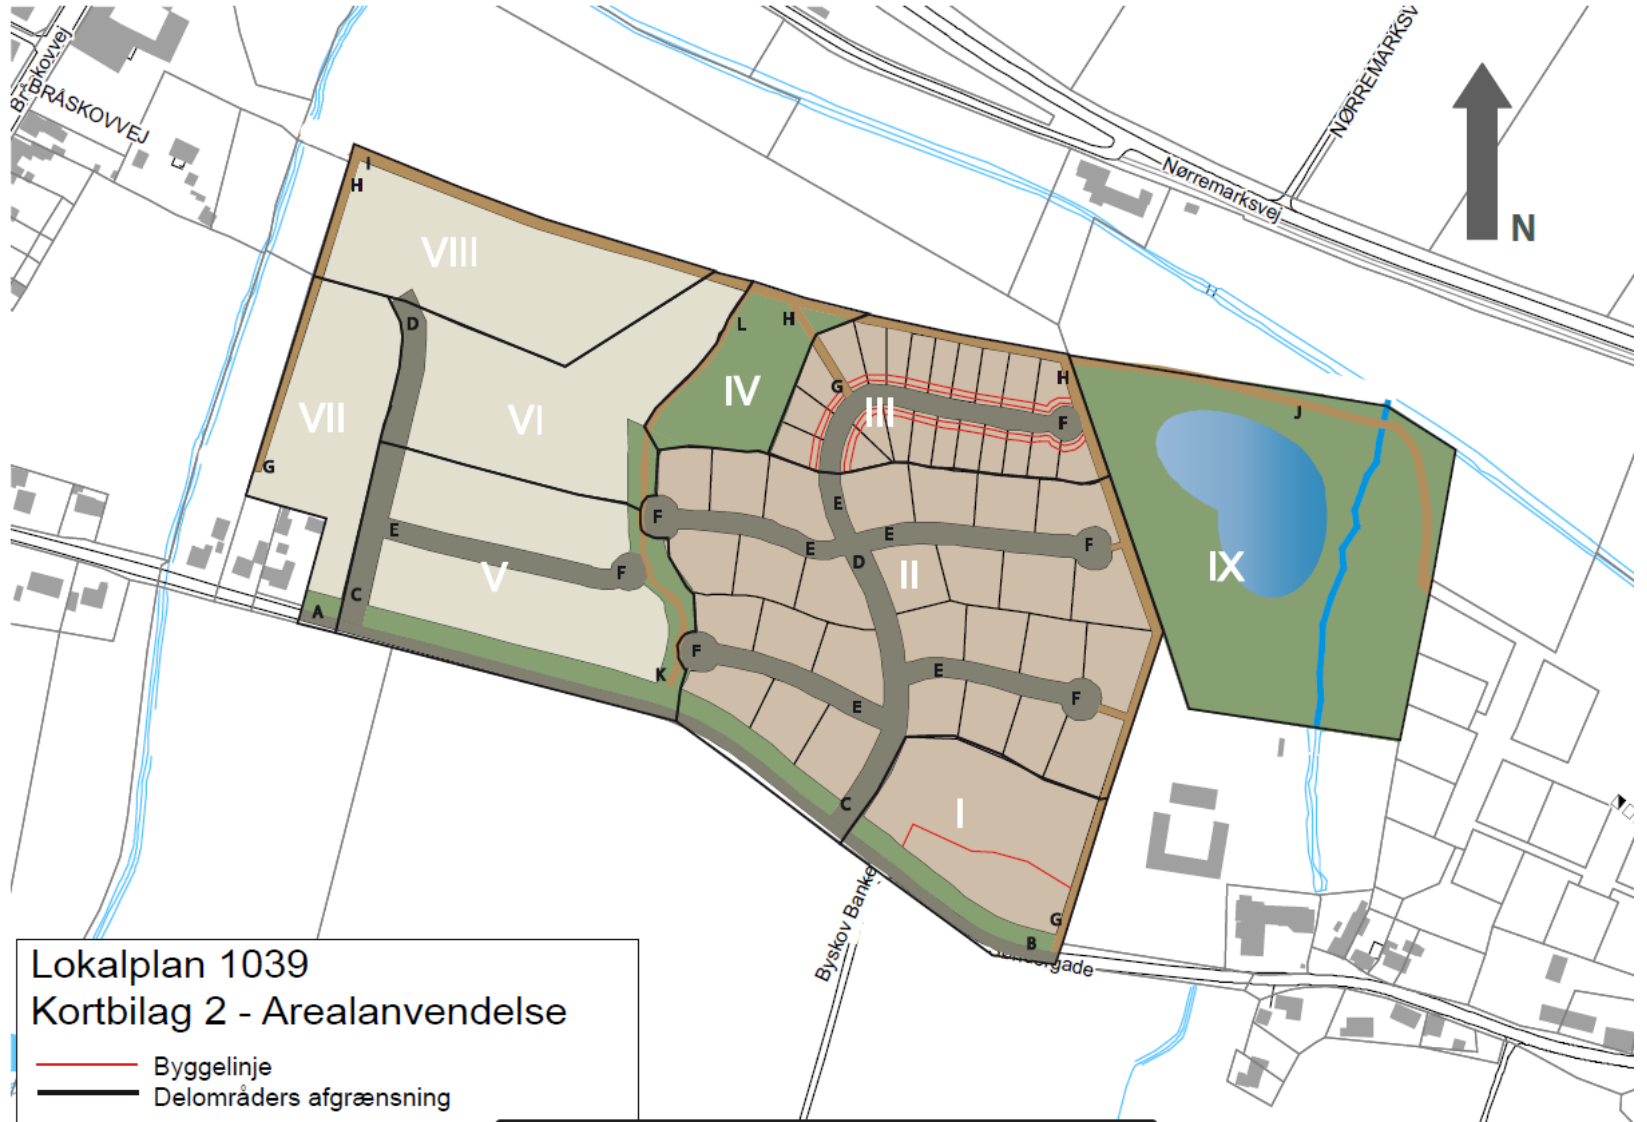 Bråskovvej
BRÅSKOVVEJ
NØRREMARKSV
Nørremarksvej
N
I
H
VIII
D
L
H
H
IV
G
III
F
J
VII
VI
G
E
F
E
E
F
D
II
IX
E
F
V
C
A
F
K
E
F
E
C
I
G
B
Byskov Banke
Lokalplan 1039
Kortbilag 2 - Arealanvendelse
Byggelinje
Delområders afgrænsning